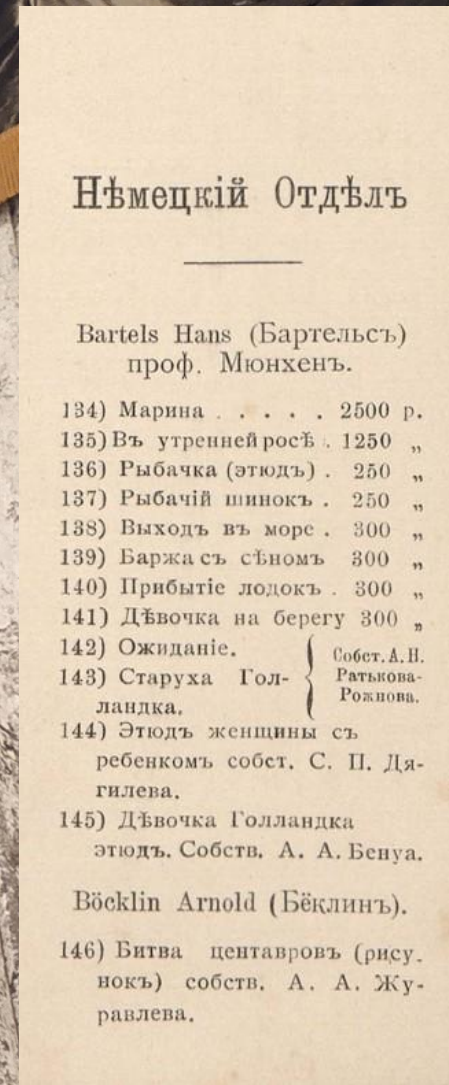 Нѣмецкій Отдѣлъ
Bartels Hans (Бартельсъ)
проф. Мюнхенъ.
134) Марина . . . . . 2500 р.
135) Въ утренней росѣ . 1250 „
136) Рыбачка (этюдъ) . 250 „
137) Рыбачій шинокъ . 250 „
138) Выходъ въ море . 300 „
139) Баржа съ сѣномъ 300 „
140) Прибытіе лодокъ . 300 „
141) Дѣвочка на берегу 300 „
142) Ожиданіе.
143) Старуха Гол-
ландка.
Собст. А. Н.
Ратькова-
Рожнова.
144) Этюдъ женщины съ
ребенкомъ собст. С. П. Дя-
гилева.
145) Дѣвочка Голландка
этюдъ. Собств. А. А. Бенуа.
Böcklin Arnold (Бёклинъ).
146) Битва центавровъ (рису-
нокъ) собств. А. А. Жу-
равлева.